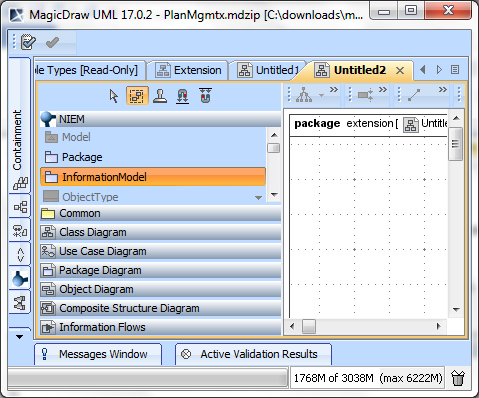 MagicDraw UML 17.0.2 - PlanMgmtx.mdzip [C:\downloads\m...
Containment
ole Types [Read-Only]
Extension
Untitled1
Untitled2
NIEM
Model
Package
InformationModel
ObjectType
Common
Class Diagram
Use Case Diagram
Package Diagram
Object Diagram
Composite Structure Diagram
Information Flows
package extension[ Untitle
Messages Window
Active Validation Results
1768M of 3038M (max 6222M)